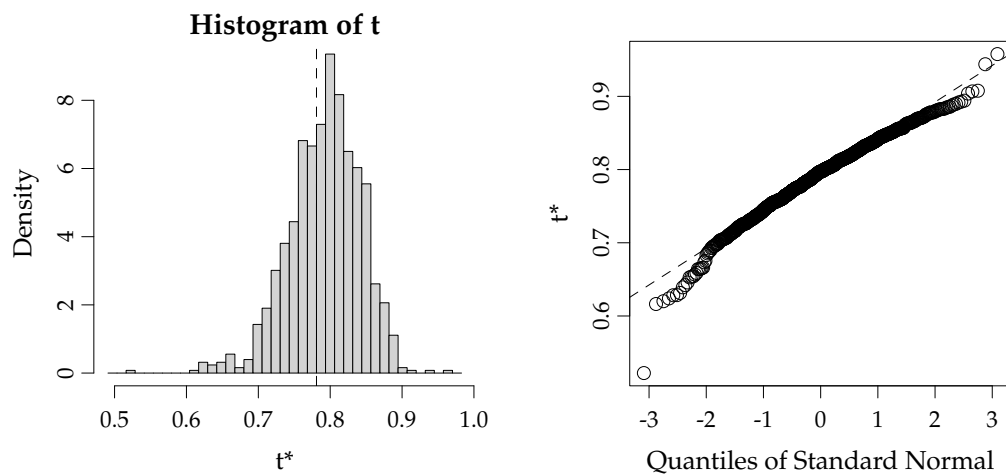 Histogram of t
Density
0 2 4 6 8
0.5 0.6 0.7 0.8 0.9 1.0
t*
t*
0.6 0.7 0.8 0.9
-3 -2 -1 0 1 2 3
Quantiles of Standard Normal